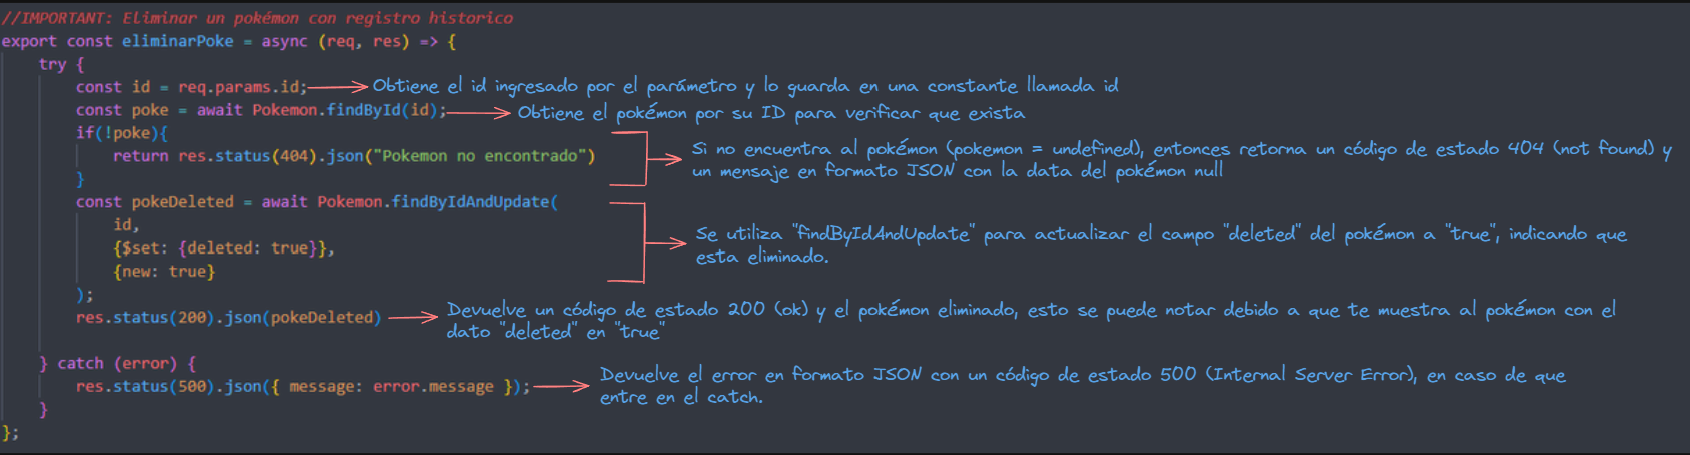 //IMPORTANT: Eliminar un pokémon con registro historico
export const eliminarPoke = async (req, res) => {
try {
const id = req.params.id; Obtiene el id ingresado por el parámetro y lo guarda en una constante llamada id
const poke = await Pokemon.findById(id); Obtiene el pokémon por su ID para verificar que exista
if(!poke){
return res.status(404).json("Pokemon no encontrado")
}
Si no encuentra al pokémon (pokemon = undefined), entonces retorna un código de estado 404 (not found) y
un mensaje en formato JSON con la data del pokémon null
const pokeDeleted = await Pokemon.findByIdAndUpdate(
id,
{$set: {deleted: true}},
{new: true}
);
Se utiliza "findByIdAndUpdate" para actualizar el campo "deleted" del pokémon a "true", indicando que
esta eliminado.
res.status(200).json(pokeDeleted)
Devuelve un código de estado 200 (ok) y el pokémon eliminado, esto se puede notar debido a que te muestra al pokémon con el
dato "deleted" en "true"
} catch (error) {
res.status(500).json({ message: error.message });
Devuelve el error en formato JSON con un código de estado 500 (Internal Server Error), en caso de que
entre en el catch.
}
};